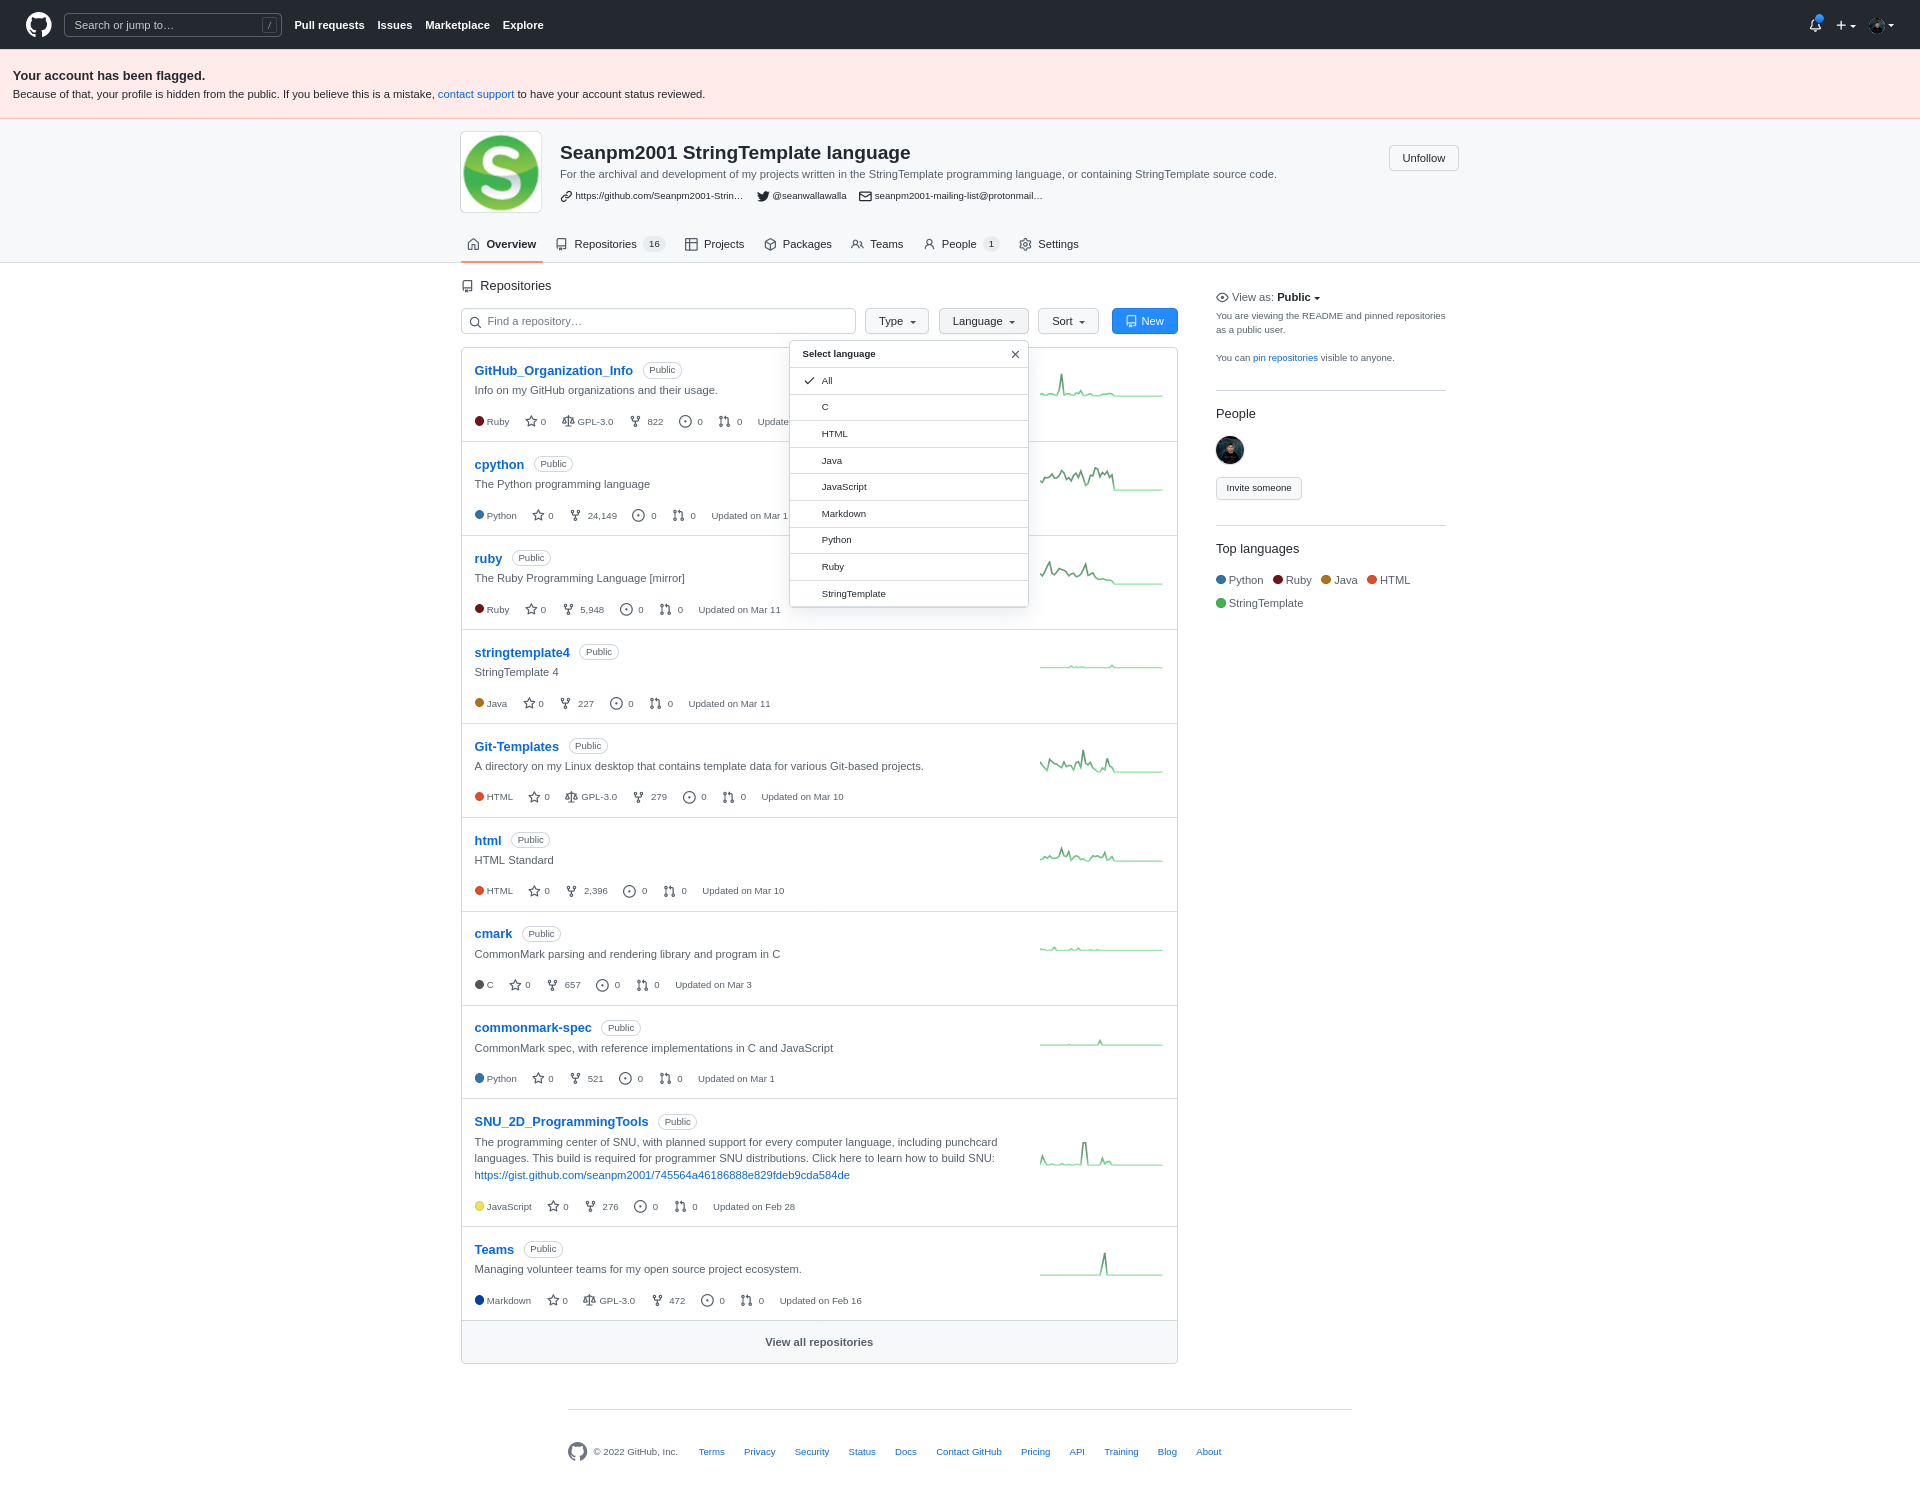 Search or jump to… /
Pull requests Issues Marketplace Explore
Your account has been flagged.
Because of that, your profile is hidden from the public. If you believe this is a mistake, contact support to have your account status reviewed.
S
Seanpm2001 StringTemplate language
Unfollow
For the archival and development of my projects written in the StringTemplate programming language, or containing StringTemplate source code.
https://github.com/Seanpm2001-Strin… @seanwallawalla seanpm2001-mailing-list@protonmail…
Overview Repositories 16 Projects Packages Teams People 1 Settings
Repositories
Find a repository…
Type Language Sort New
Select language
All
C
HTML
Java
JavaScript
Markdown
Python
Ruby
StringTemplate
GitHub_Organization_Info Public
Info on my GitHub organizations and their usage.
Ruby 0 GPL-3.0 822 0 0 Update
cpython Public
The Python programming language
Python 0 24,149 0 0 Updated on Mar 1
ruby Public
The Ruby Programming Language [mirror]
Ruby 0 5,948 0 0 Updated on Mar 11
stringtemplate4 Public
StringTemplate 4
Java 0 227 0 0 Updated on Mar 11
Git-Templates Public
A directory on my Linux desktop that contains template data for various Git-based projects.
HTML 0 GPL-3.0 279 0 0 Updated on Mar 10
html Public
HTML Standard
HTML 0 2,396 0 0 Updated on Mar 10
cmark Public
CommonMark parsing and rendering library and program in C
C 0 657 0 0 Updated on Mar 3
commonmark-spec Public
CommonMark spec, with reference implementations in C and JavaScript
Python 0 521 0 0 Updated on Mar 1
SNU_2D_ProgrammingTools Public
The programming center of SNU, with planned support for every computer language, including punchcard
languages. This build is required for programmer SNU distributions. Click here to learn how to build SNU:
https://gist.github.com/seanpm2001/745564a46186888e829fdeb9cda584de
JavaScript 0 276 0 0 Updated on Feb 28
Teams Public
Managing volunteer teams for my open source project ecosystem.
Markdown 0 GPL-3.0 472 0 0 Updated on Feb 16
View all repositories
View as: Public
You are viewing the README and pinned repositories
as a public user.
You can pin repositories visible to anyone.
People
Invite someone
Top languages
Python Ruby Java HTML
StringTemplate
© 2022 GitHub, Inc. Terms Privacy Security Status Docs Contact GitHub Pricing API Training Blog About